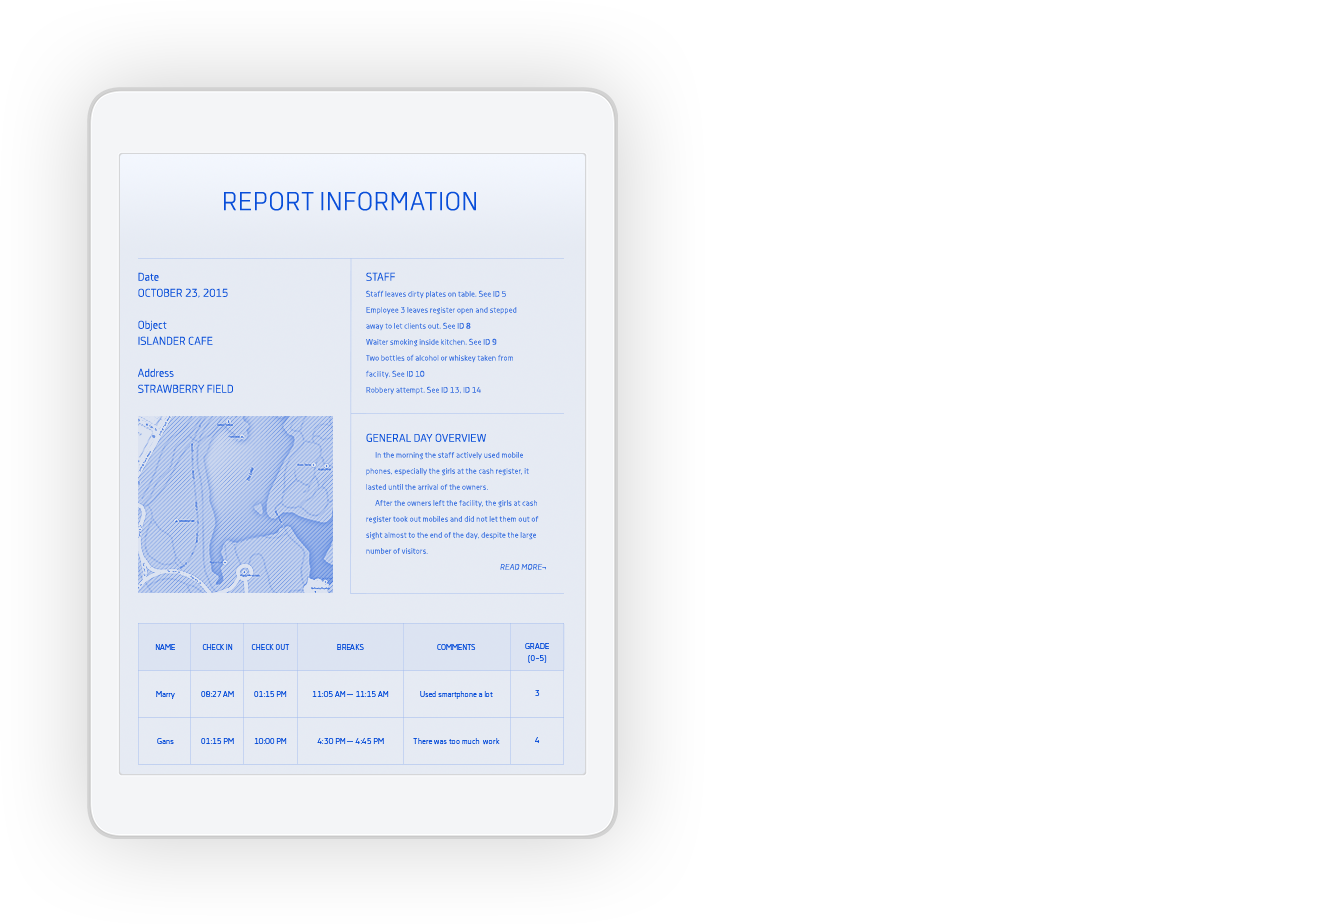 REPORT INFORMATION
Date
OCTOBER 23, 2015
Object
ISLANDER CAFE
Address
STRAWBERRY FIELD
STAFF
Staff leaves dirty plates on table. See ID 5
Employee 3 leaves register open and stepped
away to let clients out. See ID 8
Waiter smoking inside kitchen. See ID 9
Two bottles of alcohol or whiskey taken from
facility. See ID 10
Robbery attempt. See ID 13, ID 14
GENERAL DAY OVERVIEW
In the morning the staff actively used mobile
phones, especially the girls at the cash register, it
lasted until the arrival of the owners.
After the owners left the facility, the girls at cash
register took out mobiles and did not let them out of
sight almost to the end of the day, despite the large
number of visitors.
READ MORE¬
NAME CHECK IN CHECK OUT BREAKS COMMENTS GRADE
(0–5)
Marry 08:27 AM 01:15 PM 11:05 AM — 11:15 AM Used smartphone a lot 3
Gans 01:15 PM 10:00 PM 4:30 PM — 4:45 PM There was too much work 4